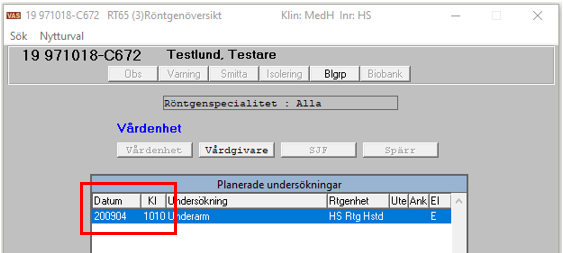 VAS 19 971018-C672 RT65 (3)Röntgenöversikt Klin: MedH Inr: HS
Sök Nytturval
19 971018-C672 Testlund, Testare
Obs Varning Smitta Isolering Blgrp Biobank
Röntgenspecialitet : Alla
Vårdenhet
Vårdenhet Vårdgivare SJF Spärr
Planerade undersökningar
Datum Kl Undersökning Rtgenhet Ute Ank El
200904 1010 Underarm HS Rtg Hstd E